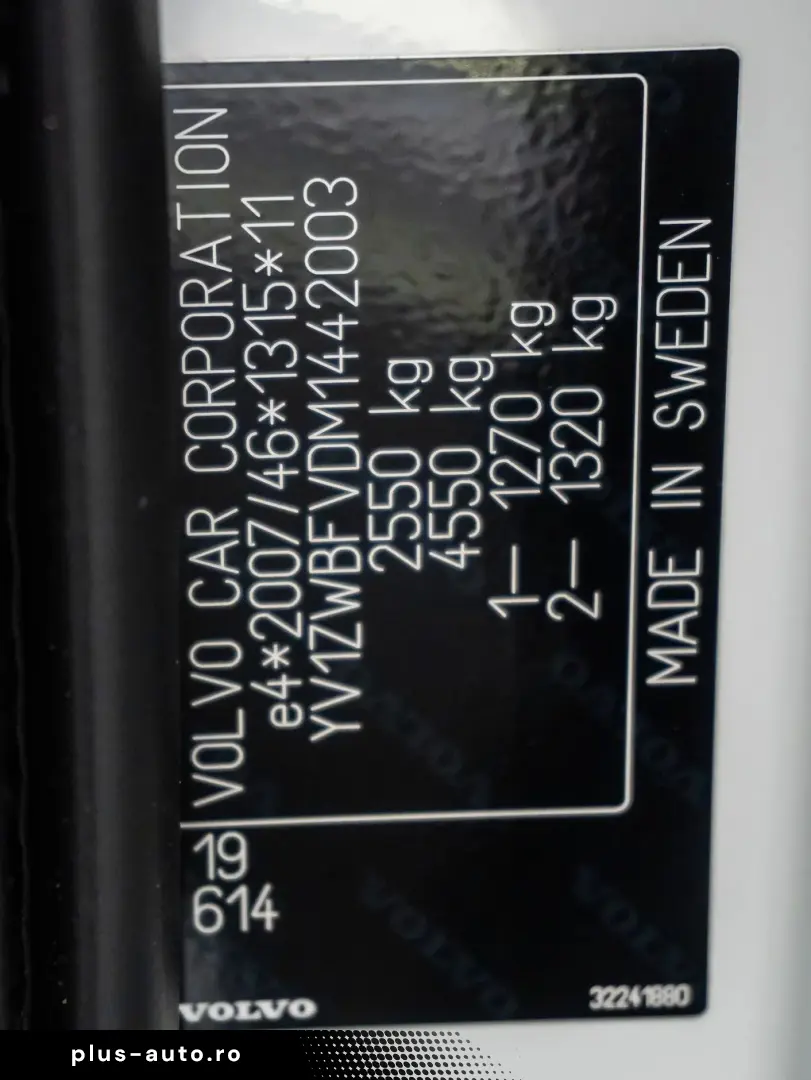 VOLVO CAR CORPORATION
e4*2007/46*1315*11
YV1ZWBFVDM1442003
2550 kg
4550 kg
1– 1270 kg
2– 1320 kg
MADE IN SWEDEN
19
614
VOLVO
32241880
plus-auto.ro